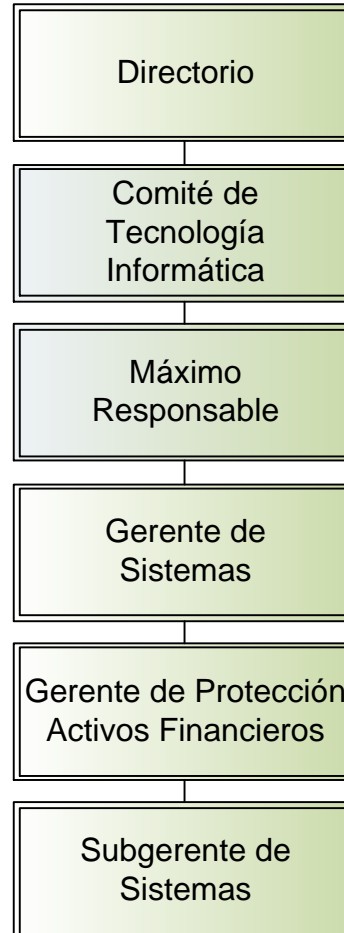 Directorio
Comité de
Tecnología
Informática
Máximo
Responsable
Gerente de
Sistemas
Gerente de Protección
Activos Financieros
Subgerente de
Sistemas